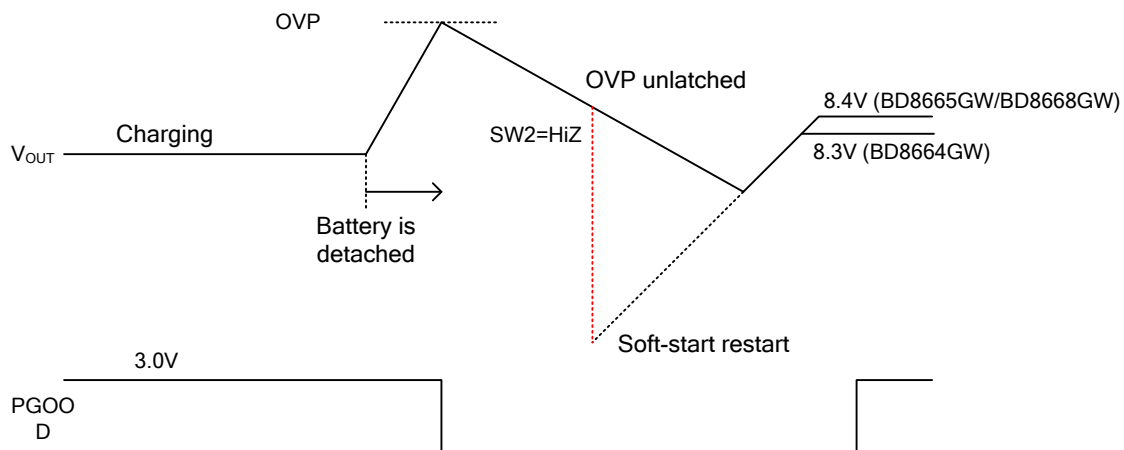 OVP
OVP unlatched
8.4V (BD8665GW/BD8668GW)
Charging
SW2=HiZ
VOUT
8.3V (BD8664GW)
Battery is
detached
Soft-start restart
3.0V
PGOO
D